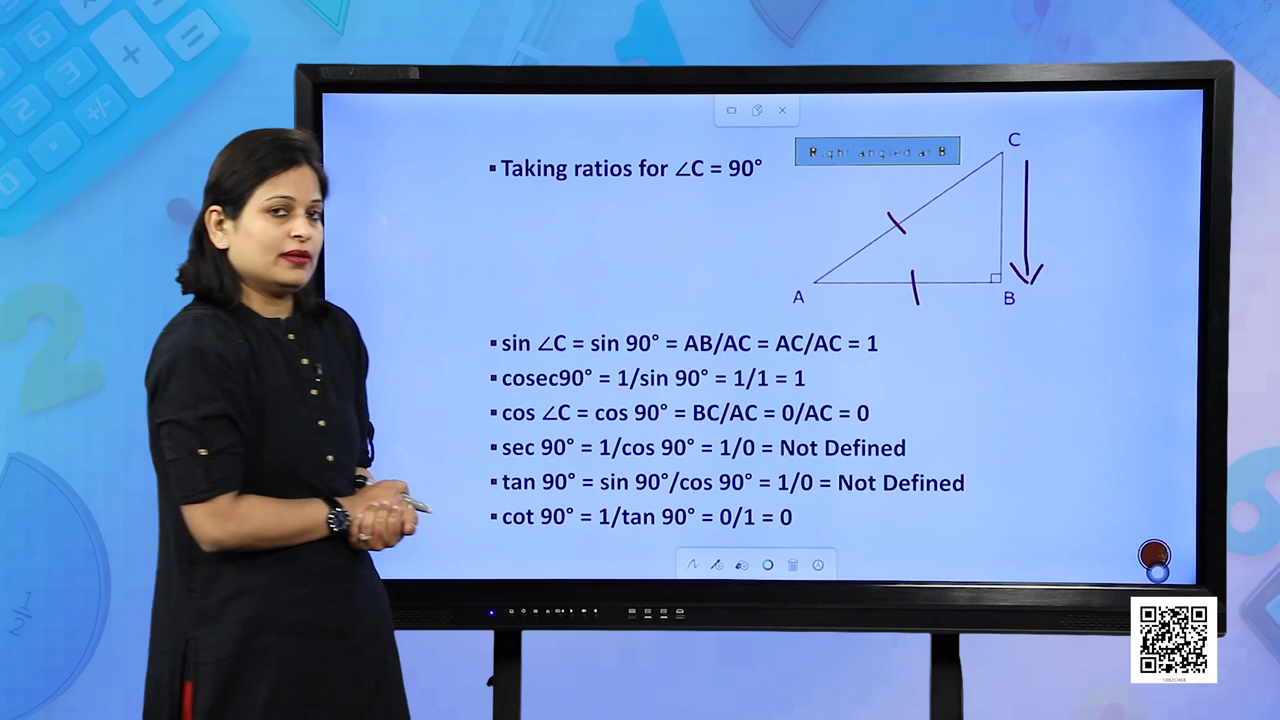 ▪ Taking ratios for ∠C = 90°
Right angled at B
C
A
B
▪ sin ∠C = sin 90° = AB/AC = AC/AC = 1
▪ cosec90° = 1/sin 90° = 1/1 = 1
▪ cos ∠C = cos 90° = BC/AC = 0/AC = 0
▪ sec 90° = 1/cos 90° = 1/0 = Not Defined
▪ tan 90° = sin 90°/cos 90° = 1/0 = Not Defined
▪ cot 90° = 1/tan 90° = 0/1 = 0